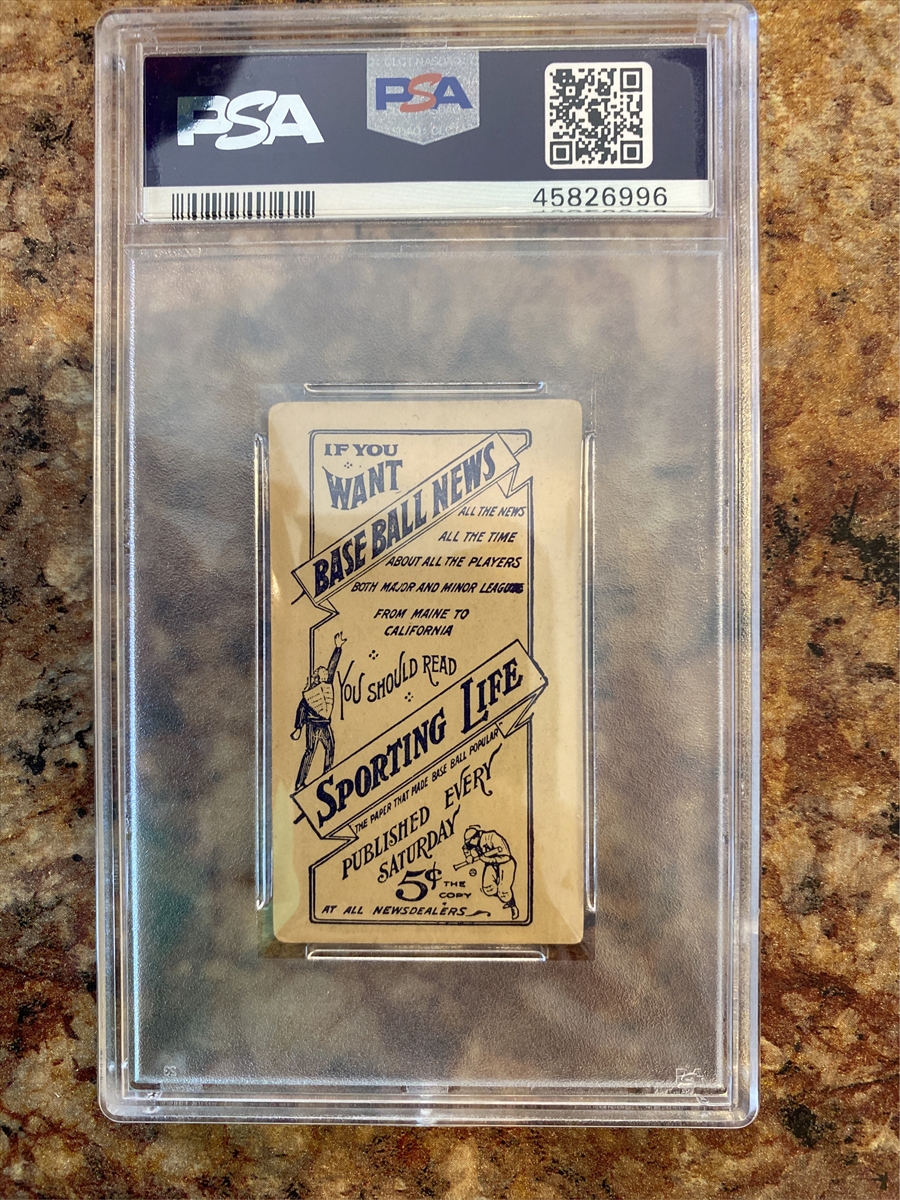 PSA
PSA
45826996
IF YOU
WANT
BASE BALL NEWS
ALL THE NEWS
ALL THE TIME
ABOUT ALL THE PLAYERS
BOTH MAJOR AND MINOR LEAGUES
FROM MAINE TO
CALIFORNIA
YOU SHOULD READ
SPORTING LIFE
THE PAPER THAT MADE BASE BALL POPULAR
PUBLISHED EVERY
SATURDAY
5¢ THE
COPY
AT ALL NEWSDEALERS